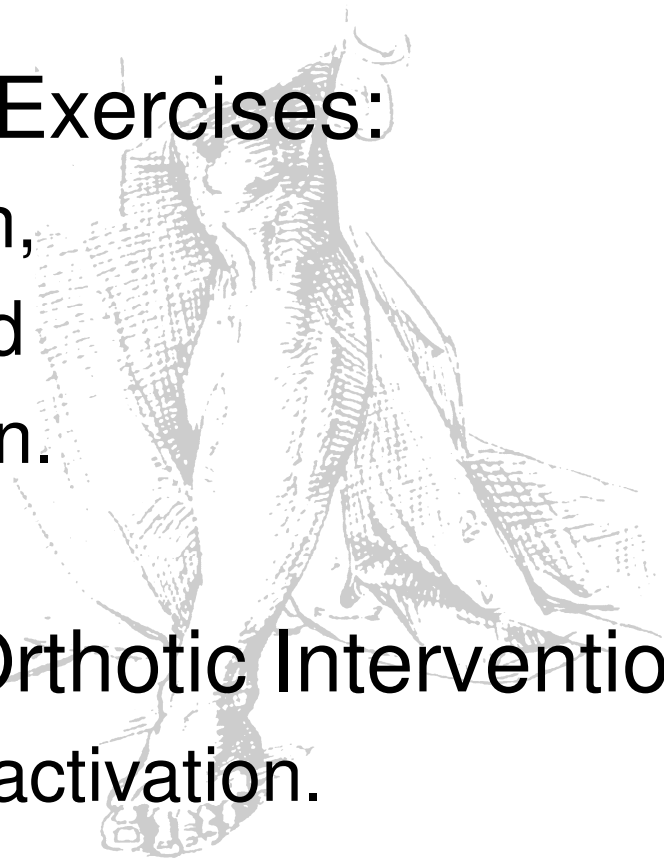 Exercises:
n,
d
n.
Orthotic Interventio
activation.